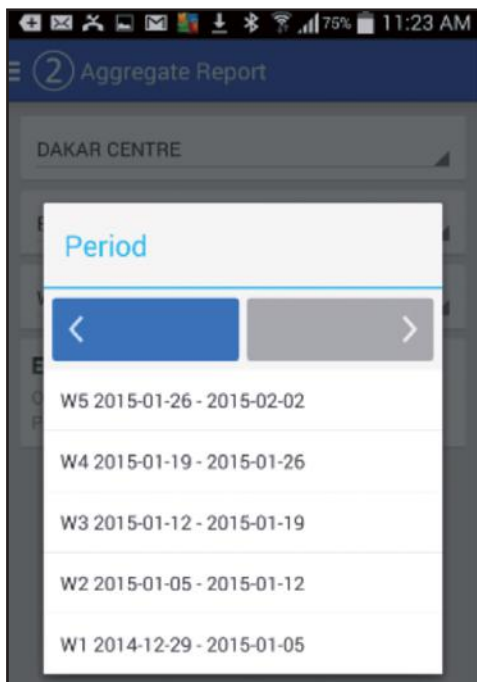 75% 11:23 AM
2 Aggregate Report
DAKAR CENTRE
Period
W5 2015-01-26 - 2015-02-02
W4 2015-01-19 - 2015-01-26
W3 2015-01-12 - 2015-01-19
W2 2015-01-05 - 2015-01-12
W1 2014-12-29 - 2015-01-05